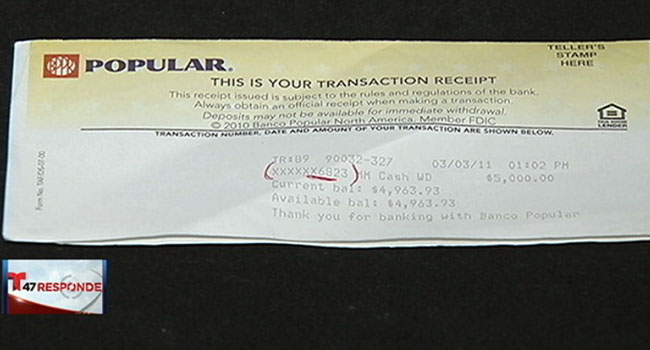 POPULAR.
TELLER'S
STAMP
HERE
THIS IS YOUR TRANSACTION RECEIPT
This receipt issued is subject to the rules and regulations of the bank.
Always obtain an official receipt when making a transaction.
Deposits may not be available for immediate withdrawal.
© 2010 Banco Popular North America, Member FDIC
LENDER
TRANSACTION NUMBER, DATE AND AMOUNT OF YOUR TRANSACTION ARE SHOWN BELOW.
TR:89 90032-327 03/03/11 01:02 PM
XXXXXX6823 MM Cash WD $5,000.00
Current bal: $4,963.93
Available bal: $4,963.93
Thank you for banking with Banco Popular
T 47 RESPONDE